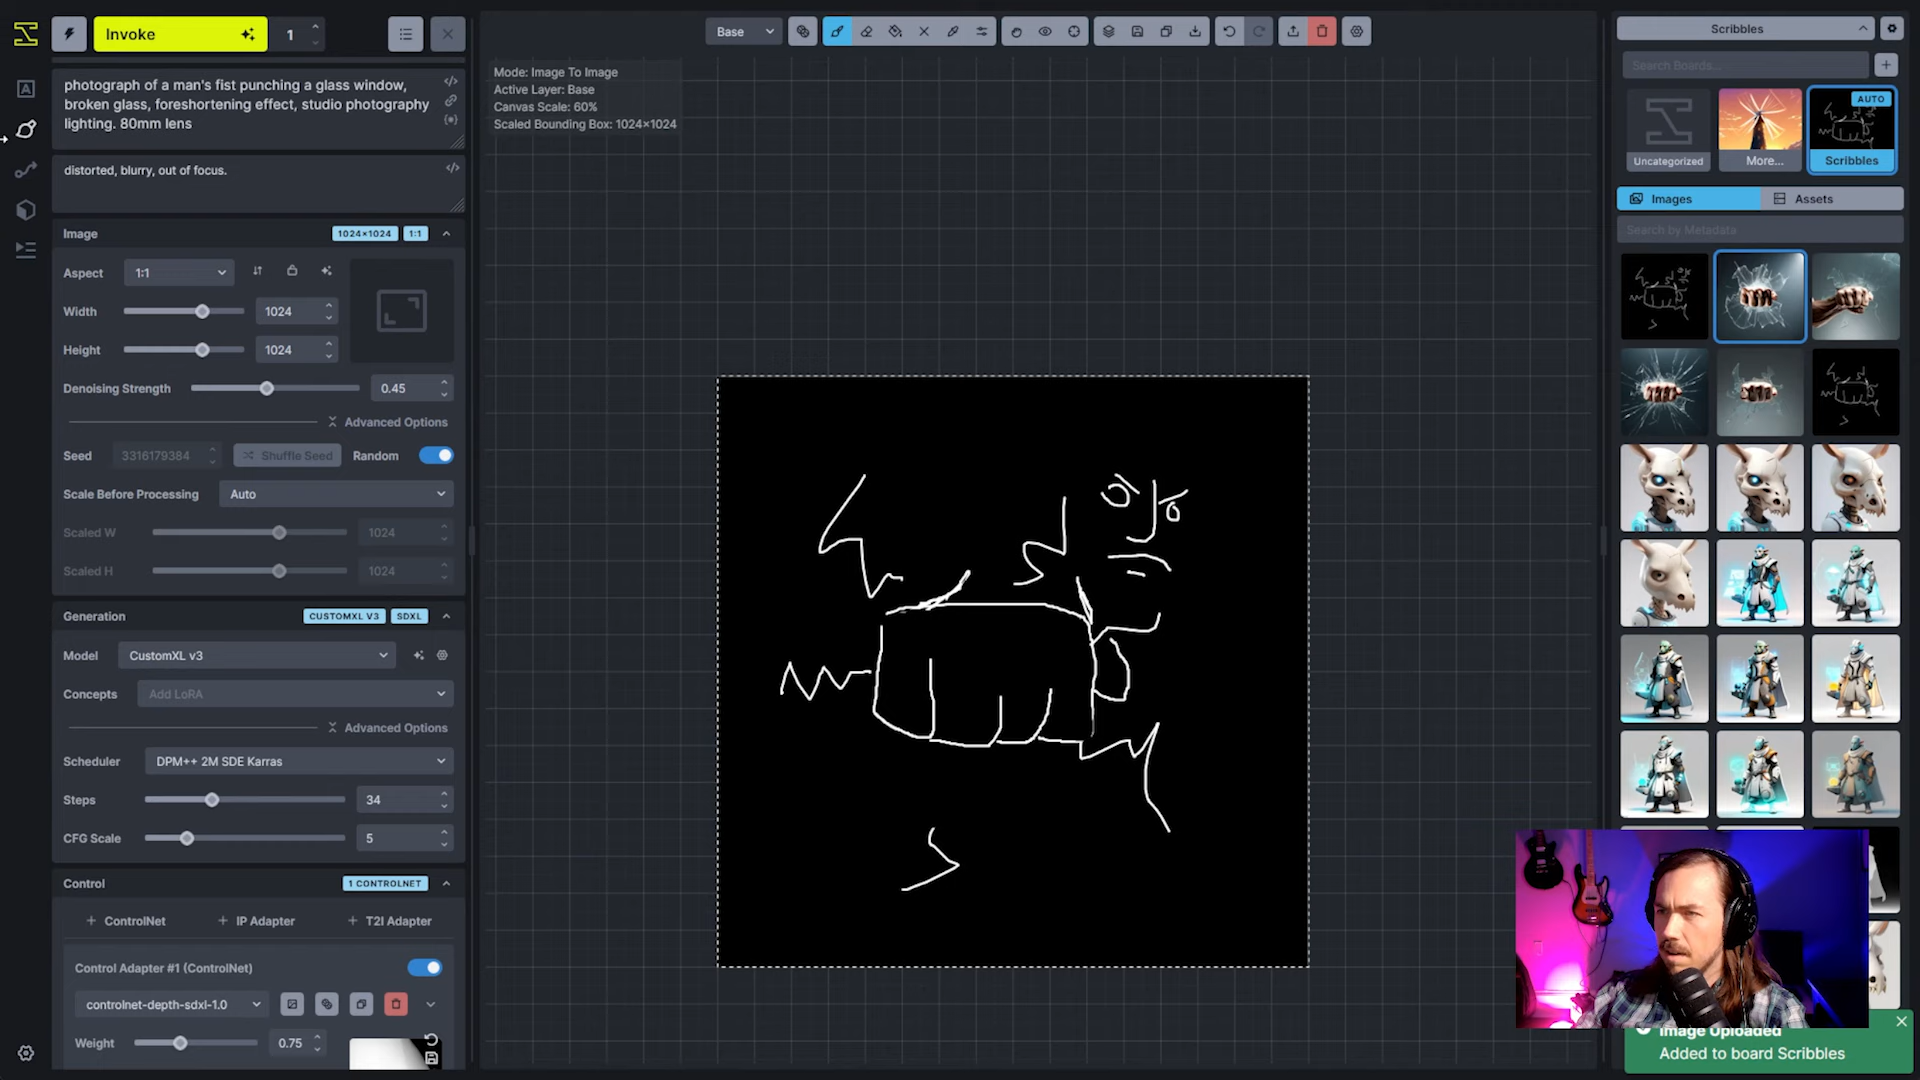 Invoke
1
Base
Scribbles
photograph of a man's fist punching a glass window,
broken glass, foreshortening effect, studio photography
lighting. 80mm lens
Mode: Image To Image
Active Layer: Base
Canvas Scale: 60%
Scaled Bounding Box: 1024×1024
Search Boards...
AUTO
Uncategorized
More...
Scribbles
distorted, blurry, out of focus.
Images
Assets
Search by Metadata
Image
1024×1024
1:1
Aspect
1:1
Width
1024
Height
1024
Denoising Strength
0.45
Advanced Options
Seed
3316179384
Shuffle Seed
Random
Scale Before Processing
Auto
Scaled W
1024
Scaled H
1024
Generation
CUSTOMXL V3
SDXL
Model
CustomXL v3
Concepts
Add LoRA
Advanced Options
Scheduler
DPM++ 2M SDE Karras
Steps
34
CFG Scale
5
Control
1 CONTROLNET
+ ControlNet
+ IP Adapter
+ T2I Adapter
Control Adapter #1 (ControlNet)
controlnet-depth-sdxl-1.0
Weight
0.75
Image Uploaded
Added to board Scribbles